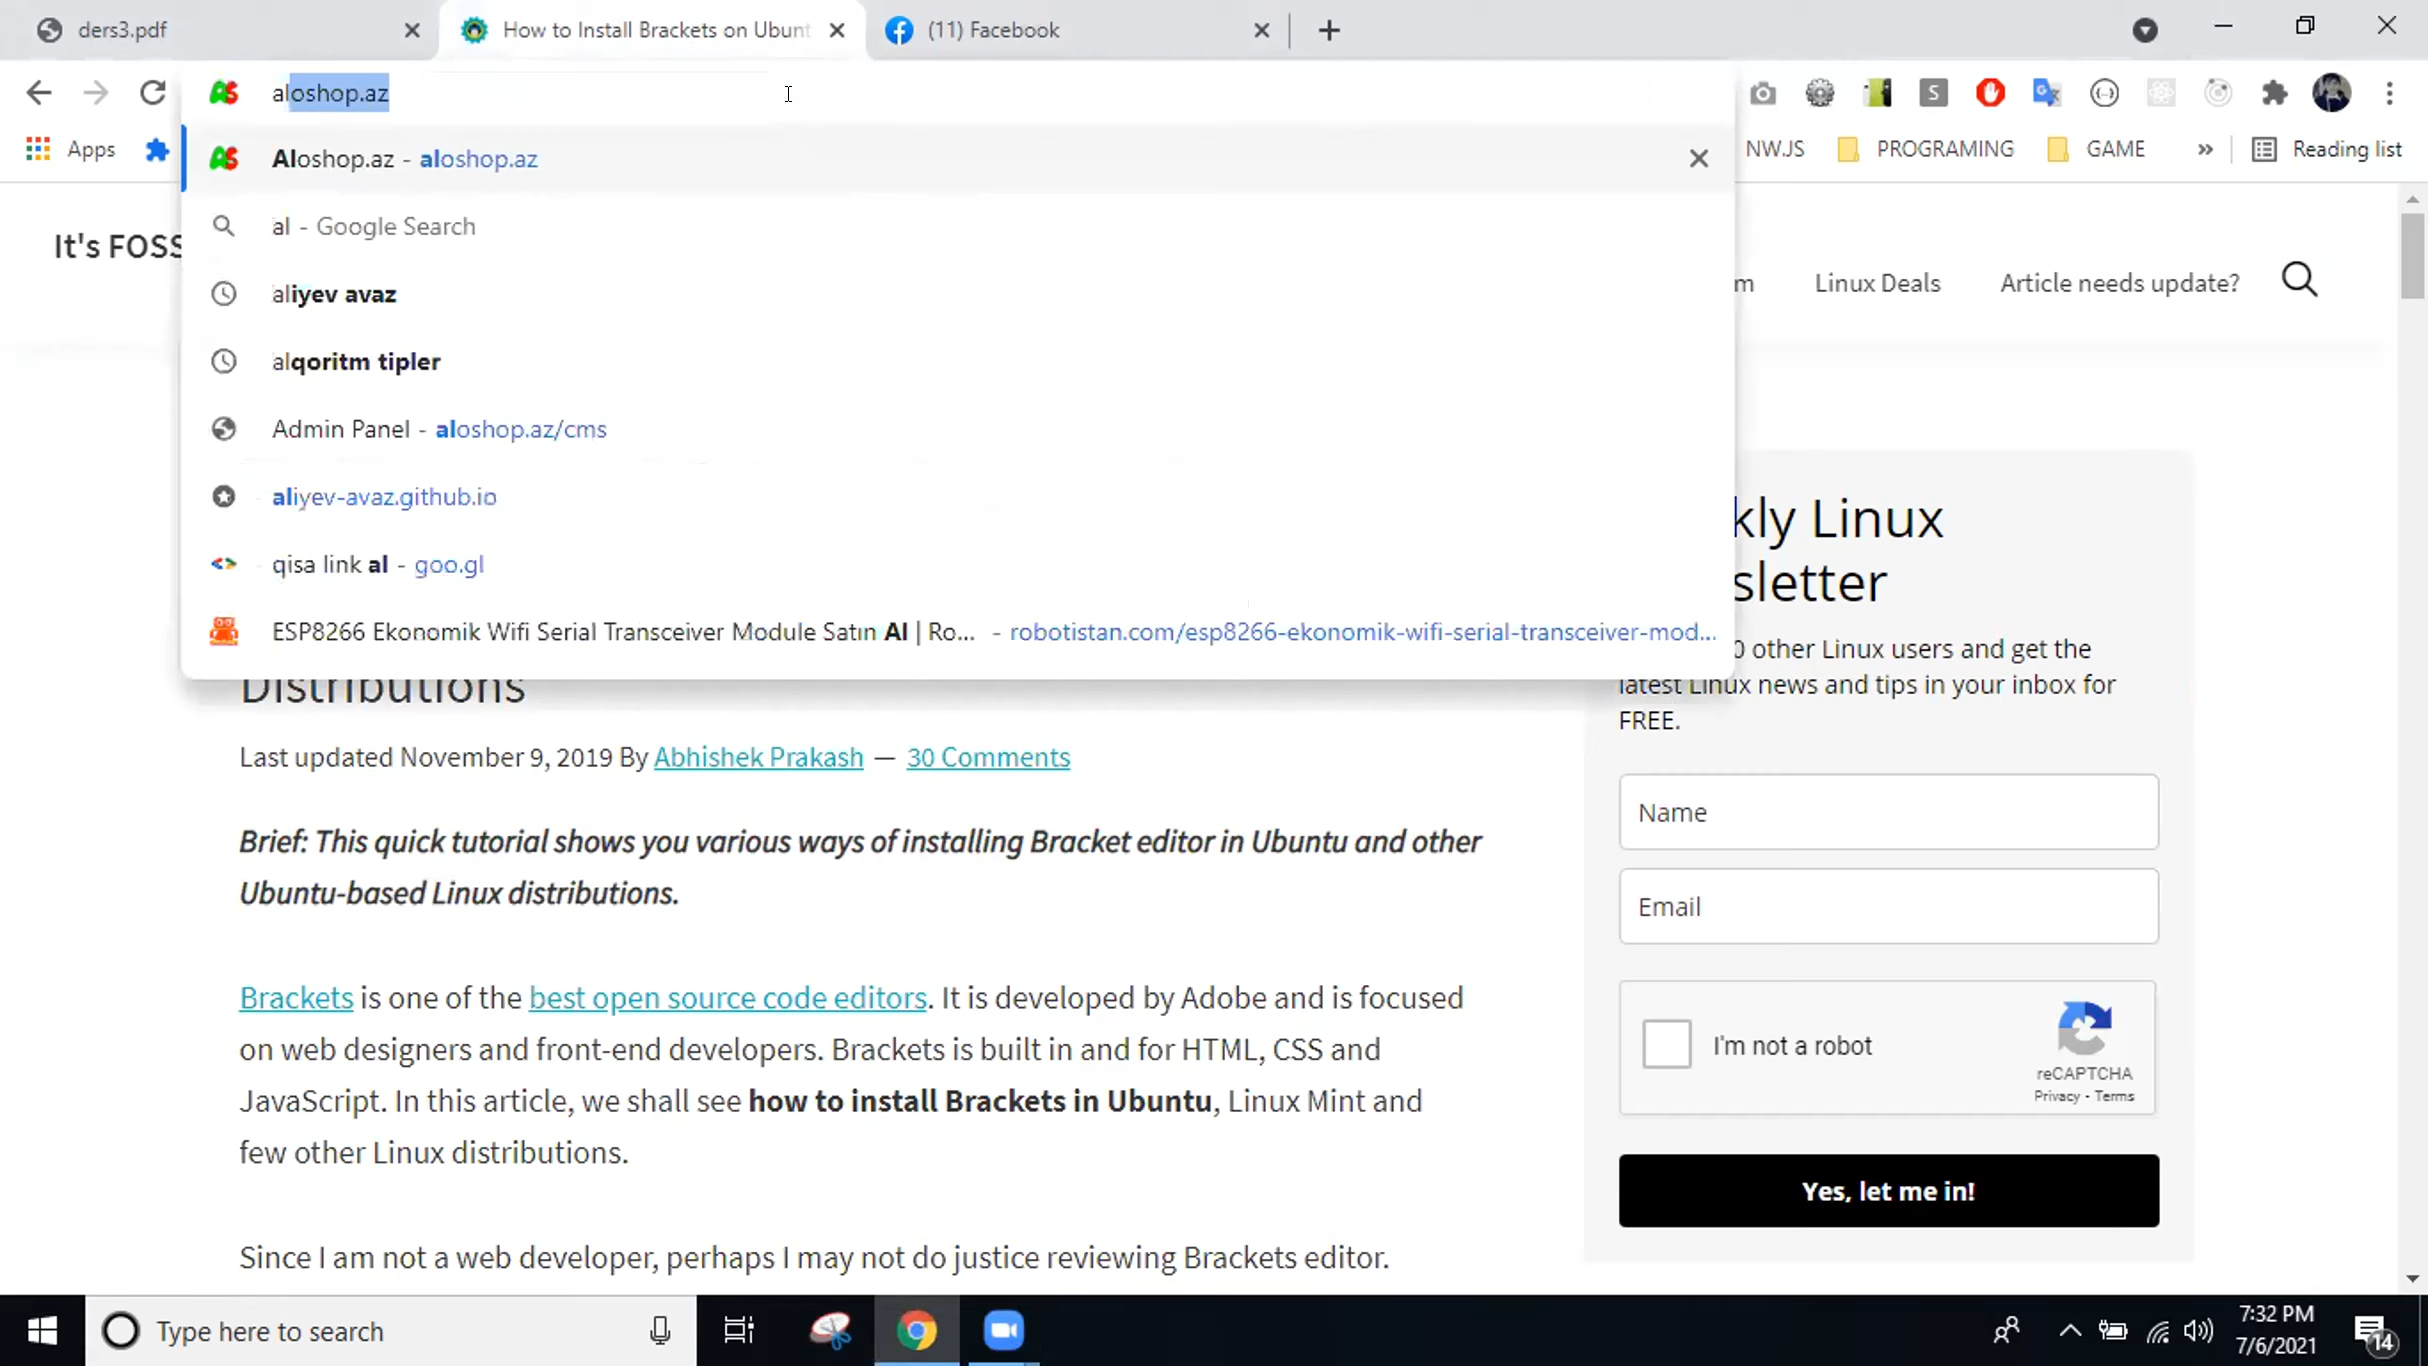 ders3.pdf
How to Install Brackets on Ubunt
(11) Facebook
aloshop.az
Apps
NW.JS
PROGRAMING
GAME
»
Reading list
Aloshop.az - aloshop.az
al - Google Search
aliyev avaz
alqoritm tipler
Admin Panel - aloshop.az/cms
aliyev-avaz.github.io
qisa link al - goo.gl
ESP8266 Ekonomik Wifi Serial Transceiver Module Satın Al | Ro... - robotistan.com/esp8266-ekonomik-wifi-serial-transceiver-mod...
It's FOSS
m
Linux Deals
Article needs update?
Distributions
Last updated November 9, 2019 By Abhishek Prakash — 30 Comments
Brief: This quick tutorial shows you various ways of installing Bracket editor in Ubuntu and other
Ubuntu-based Linux distributions.
Brackets is one of the best open source code editors. It is developed by Adobe and is focused
on web designers and front-end developers. Brackets is built in and for HTML, CSS and
JavaScript. In this article, we shall see how to install Brackets in Ubuntu, Linux Mint and
few other Linux distributions.
Since I am not a web developer, perhaps I may not do justice reviewing Brackets editor.
kly Linux
sletter
0 other Linux users and get the
latest Linux news and tips in your inbox for
FREE.
Name
Email
I'm not a robot
reCAPTCHA
Privacy - Terms
Yes, let me in!
Type here to search
7:32 PM
7/6/2021
14